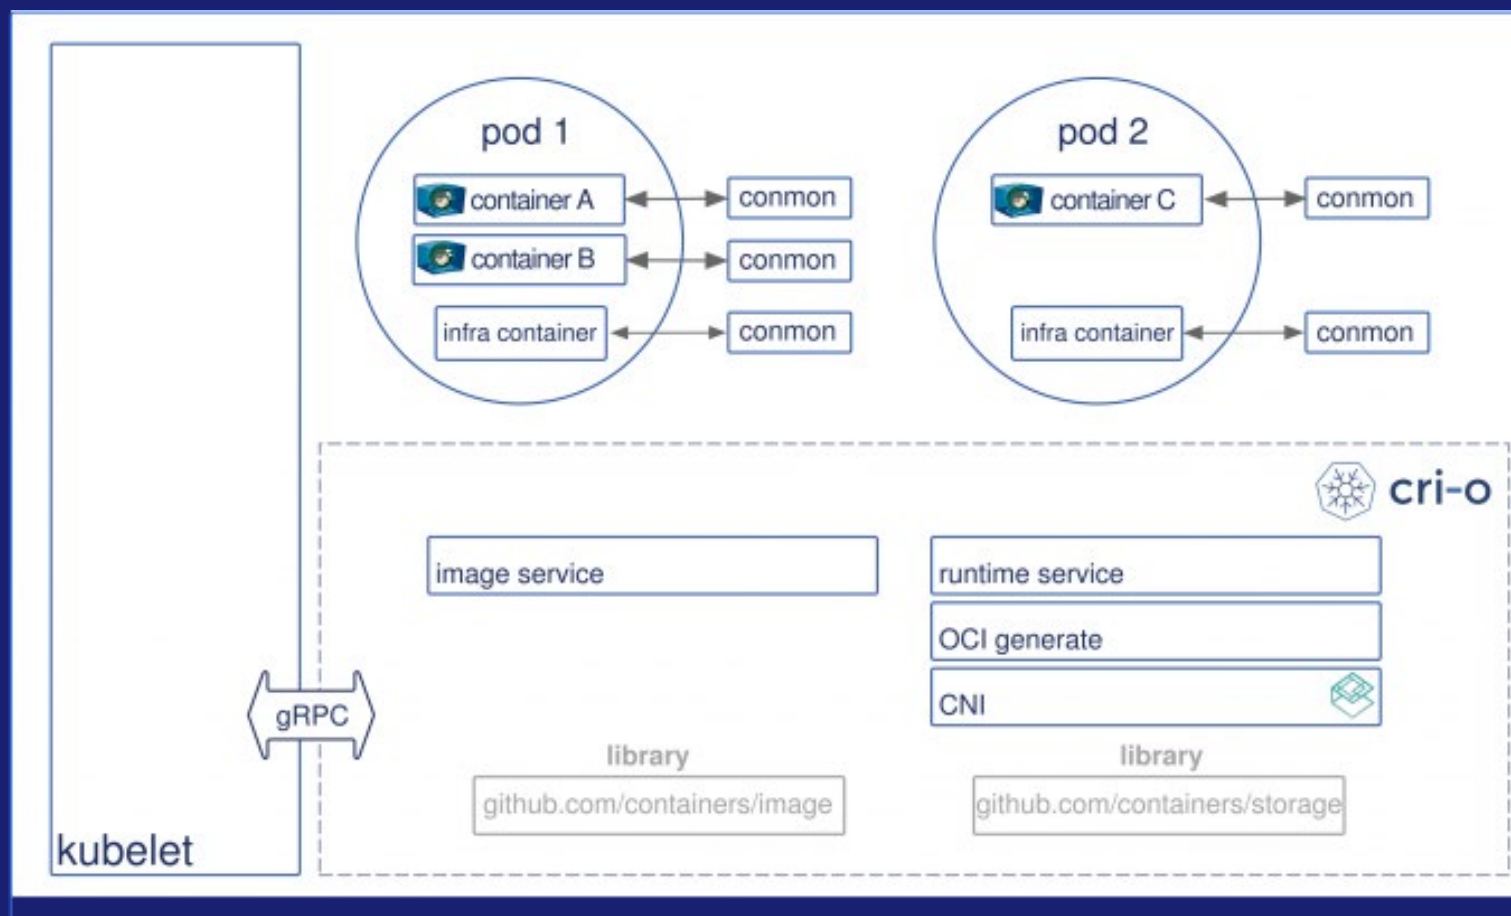 pod 1
container A
conmon
container B
conmon
infra container
conmon
pod 2
container C
conmon
infra container
conmon
cri-o
image service
runtime service
OCI generate
CNI
gRPC
library
github.com/containers/image
library
github.com/containers/storage
kubelet